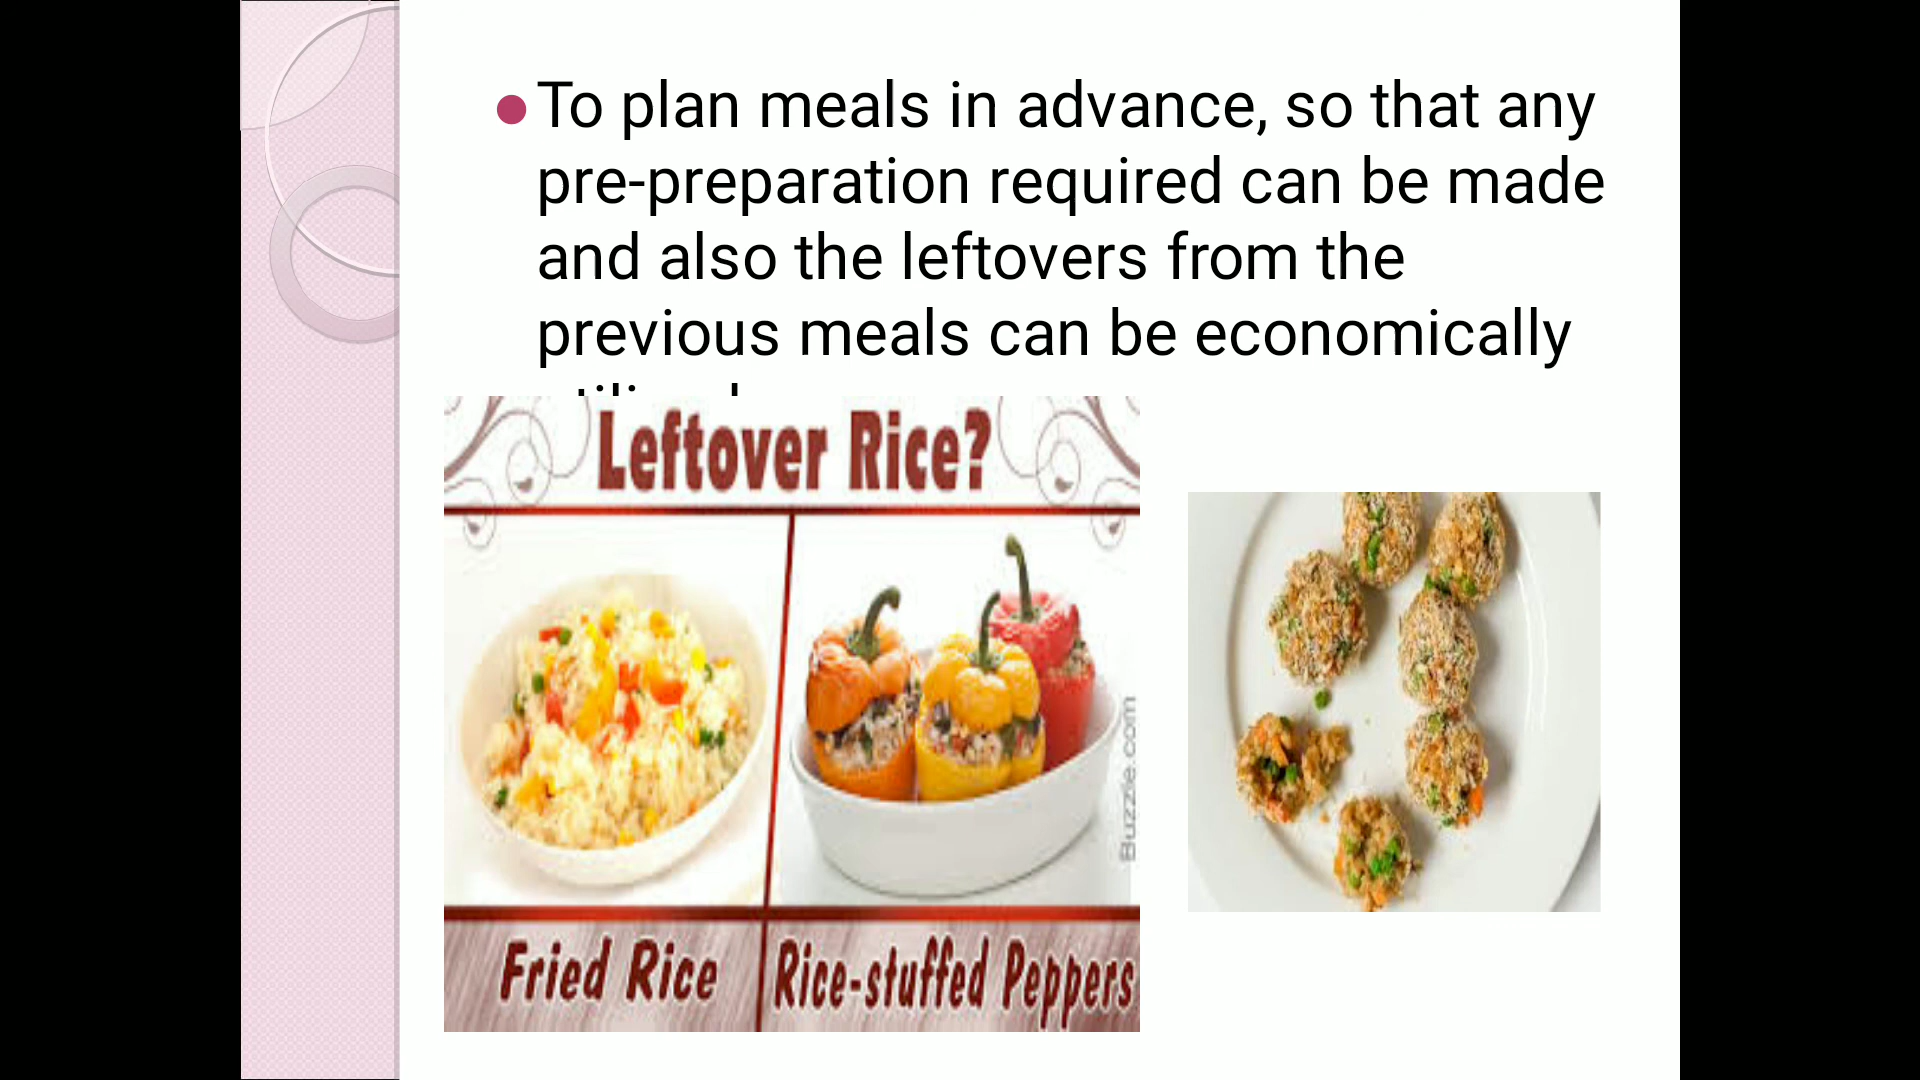 To plan meals in advance, so that any
pre-preparation required can be made
and also the leftovers from the
previous meals can be economically
Leftover Rice?
Buzzle.com
Fried Rice
Rice-stuffed Peppers